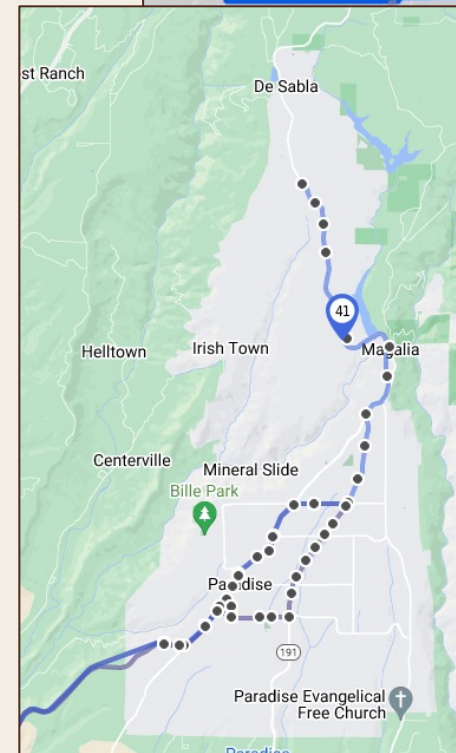 st Ranch
De Sabla
41
Helltown
Irish Town
Magalia
Centerville
Mineral Slide
Bille Park
Paradise
191
Paradise Evangelical
Free Church
Paradise